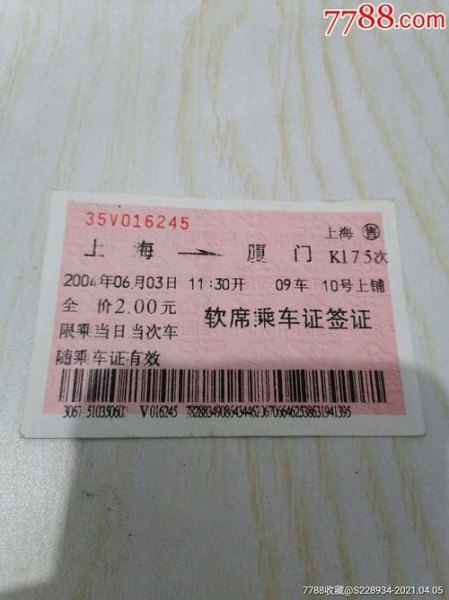 7788.com
35V016245
上海 售
上海 → 厦门 K175次
2004年06月03日 11:30开 09车 10号上铺
全 价2.00元
软席乘车证签证
限乘当日当次车
随乘车证有效
V016245
7788收藏@S228934-2021.04.05